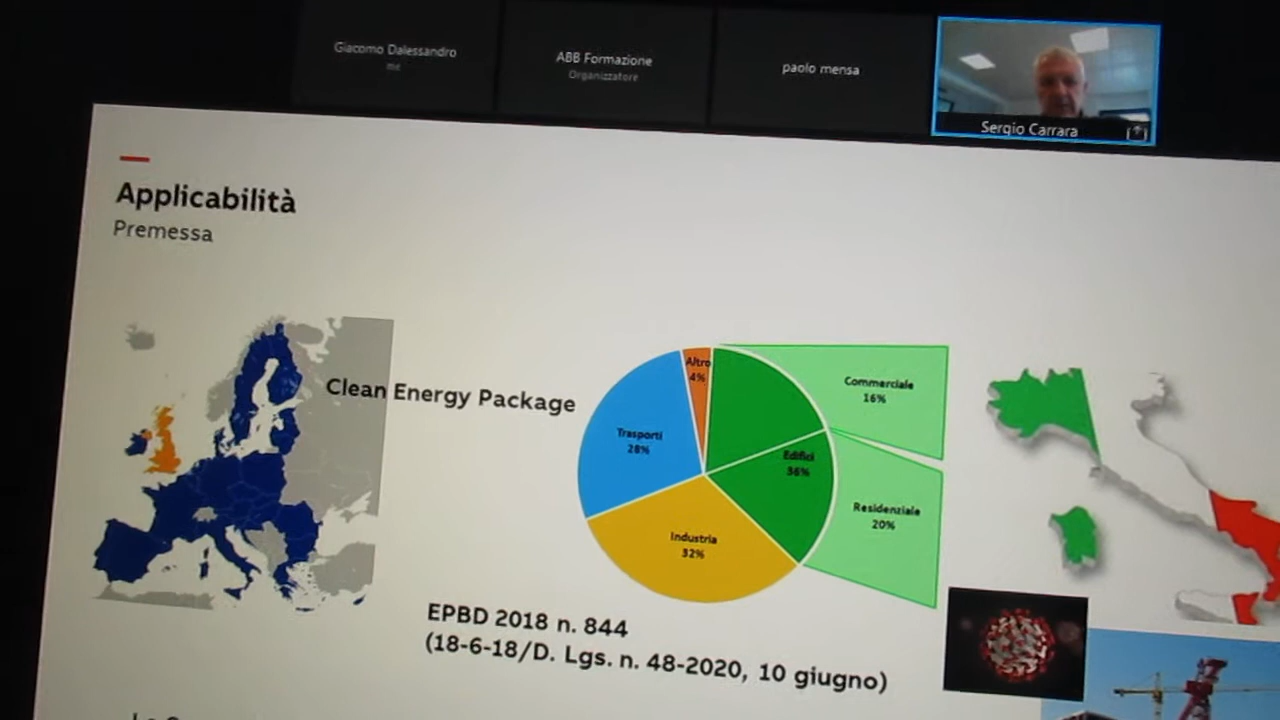 Giacomo Dalessandro
me
ABB Formazione
Organizzatore
paolo mensa
Sergio Carrara
Applicabilità
Premessa
Clean Energy Package
Altro
4%
Commerciale
16%
Trasporti
28%
Edifici
36%
Residenziale
20%
Industria
32%
EPBD 2018 n. 844
(18-6-18/D. Lgs. n. 48-2020, 10 giugno)